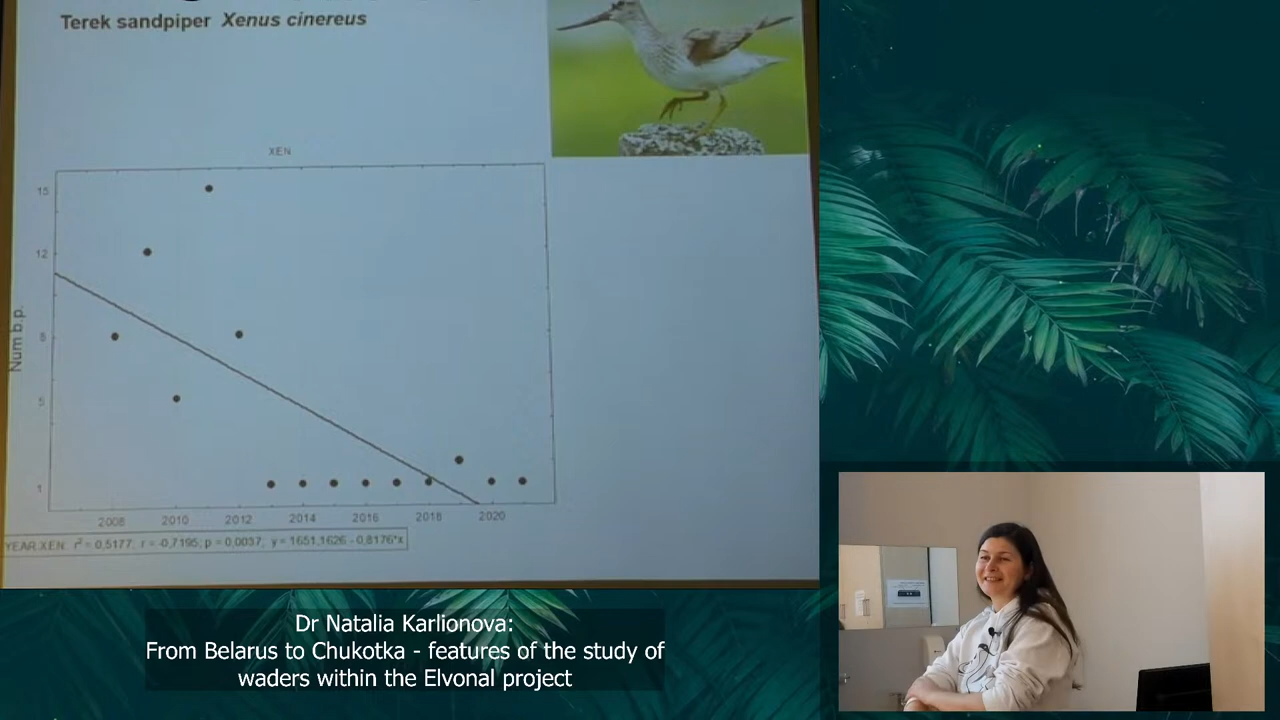 Terek sandpiper Xenus cinereus
XEN
15
12
8
5
1
Num b.p.
2008 2010 2012 2014 2016 2018 2020
YEAR:XEN: r² = 0,5177; r = -0,7195; p = 0,0037; y = 1651,1626 - 0,8176*x
Dr Natalia Karlionova:
From Belarus to Chukotka - features of the study of
waders within the Elvonal project